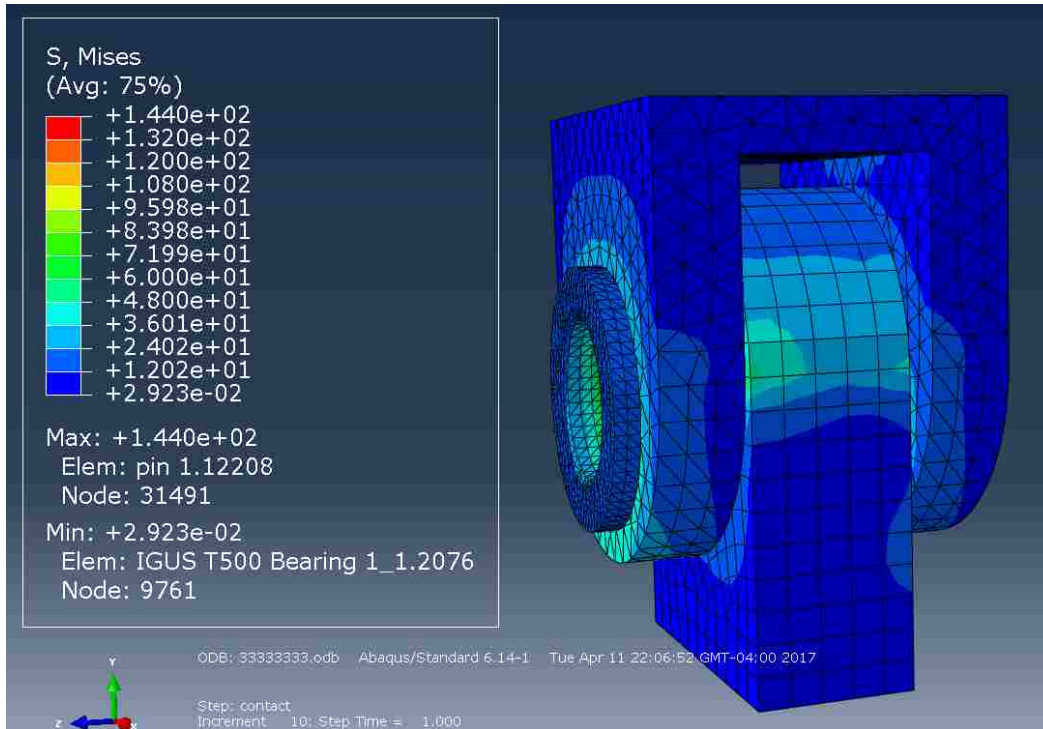 S, Mises
(Avg: 75%)
+1.440e+02
+1.320e+02
+1.200e+02
+1.080e+02
+9.598e+01
+8.398e+01
+7.199e+01
+6.000e+01
+4.800e+01
+3.601e+01
+2.402e+01
+1.202e+01
+2.923e-02
Max: +1.440e+02
Elem: pin 1.12208
Node: 31491
Min: +2.923e-02
Elem: IGUS T500 Bearing 1_1.2076
Node: 9761
ODB: 33333333.odb Abaqus/Standard 6.14-1 Tue Apr 11 22:06:52 GMT-04:00 2017
Y
Z X
Step: contact
Increment 10: Step Time = 1.000